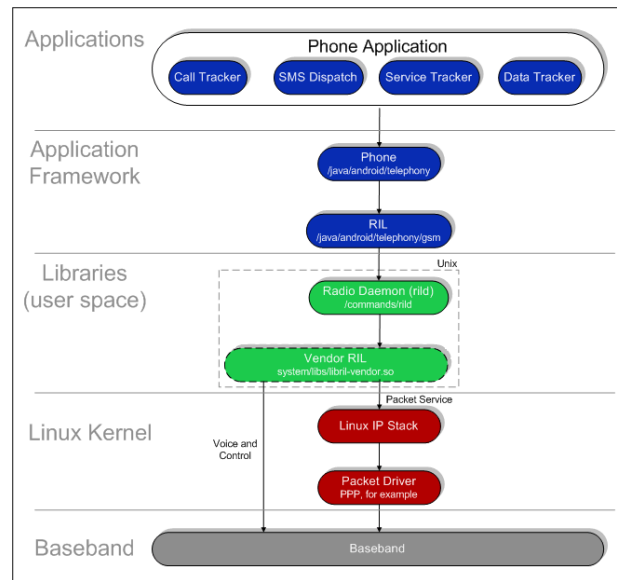 Applications
Phone Application
Call Tracker
SMS Dispatch
Service Tracker
Data Tracker
Application
Framework
Phone
/java/android/telephony
RIL
/java/android/telephony/gsm
Libraries
(user space)
Unix
Radio Daemon (rild)
/commands/rild
Vendor RIL
system/libs/libril-vendor.so
Packet Service
Linux Kernel
Voice and
Control
Linux IP Stack
Packet Driver
PPP, for example
Baseband
Baseband